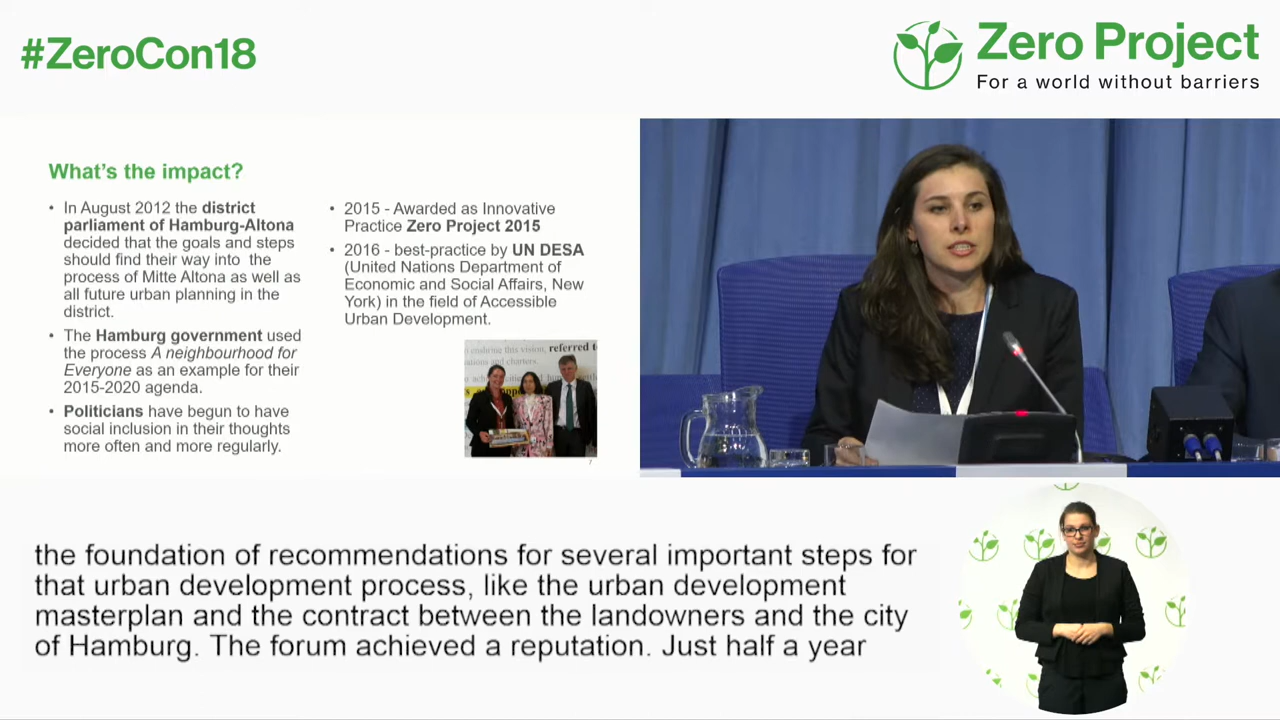 #ZeroCon18
Zero Project
For a world without barriers
What's the impact?
• In August 2012 the district
parliament of Hamburg-Altona
decided that the goals and steps
should find their way into the
process of Mitte Altona as well as
all future urban planning in the
district.
• The Hamburg government used
the process A neighbourhood for
Everyone as an example for their
2015-2020 agenda.
• Politicians have begun to have
social inclusion in their thoughts
more often and more regularly.
• 2015 - Awarded as Innovative
Practice Zero Project 2015
• 2016 - best-practice by UN DESA
(United Nations Department of
Economic and Social Affairs, New
York) in the field of Accessible
Urban Development.
ensuring this vision, referred
and charters...
7
the foundation of recommendations for several important steps for
that urban development process, like the urban development
masterplan and the contract between the landowners and the city
of Hamburg. The forum achieved a reputation. Just half a year